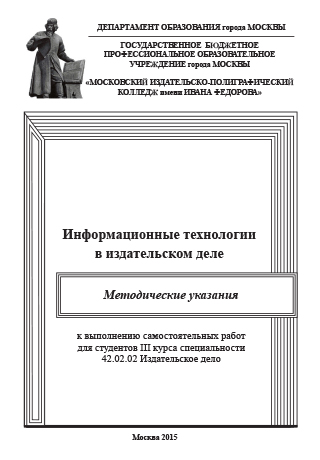 ДЕПАРТАМЕНТ ОБРАЗОВАНИЯ города МОСКВЫ
ГОСУДАРСТВЕННОЕ БЮДЖЕТНОЕ
ПРОФЕССИОНАЛЬНОЕ ОБРАЗОВАТЕЛЬНОЕ
УЧРЕЖДЕНИЕ города МОСКВЫ
«МОСКОВСКИЙ ИЗДАТЕЛЬСКО-ПОЛИГРАФИЧЕСКИЙ
КОЛЛЕДЖ имени ИВАНА ФЕДОРОВА»
Информационные технологии
в издательском деле
Методические указания
к выполнению самостоятельных работ
для студентов III курса специальности
42.02.02 Издательское дело
Москва 2015